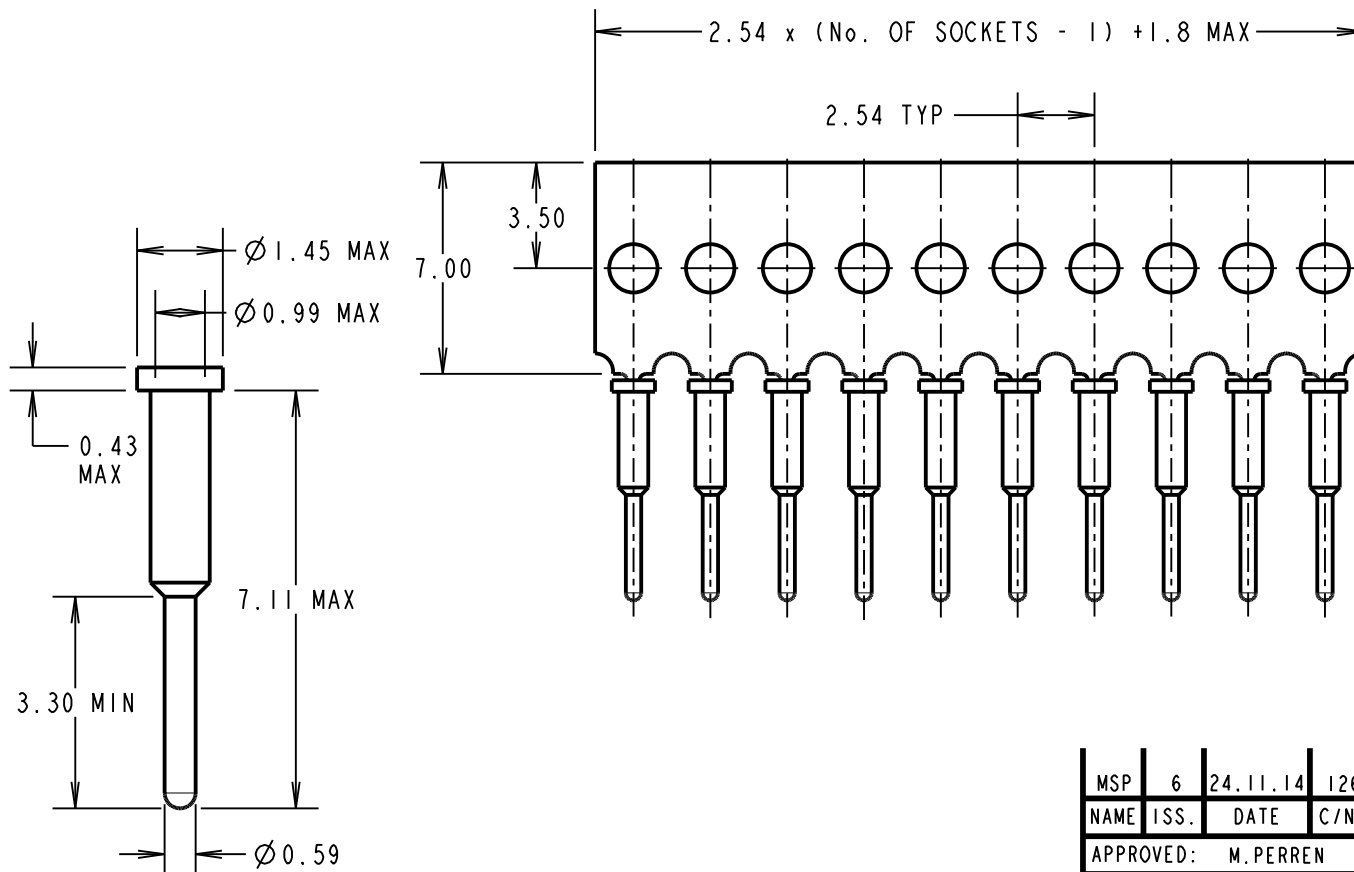 2.54 x (No. OF SOCKETS - 1) +1.8 MAX
2.54 TYP
3.50
7.00
Ø1.45 MAX
Ø0.99 MAX
0.43
MAX
7.11 MAX
3.30 MIN
Ø0.59
MSP 6 24.11.14
NAME ISS. DATE C/N
APPROVED: M.PERREN